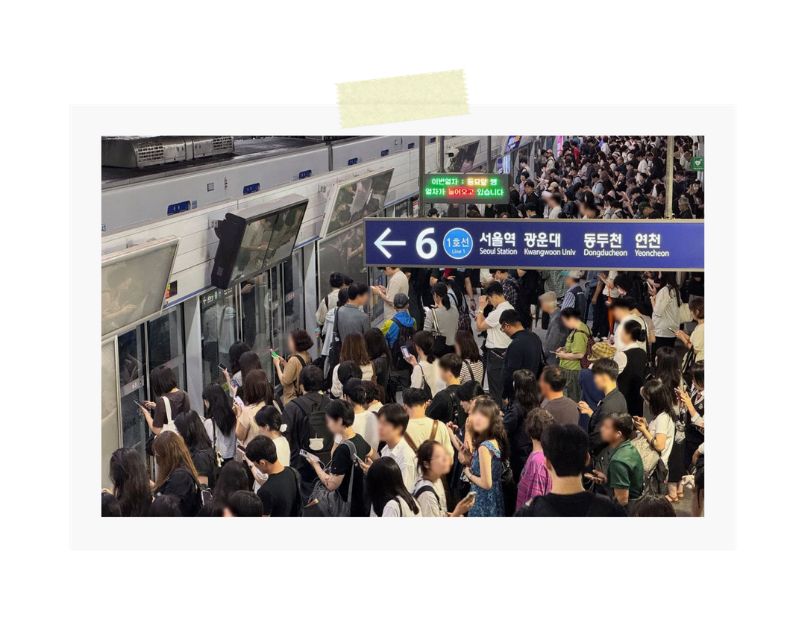 이번열차 : 동묘앞 행
열차가 들어오고 있습니다
6 1호선 Line 1 서울역 광운대 동두천 연천
Seoul Station Kwangwoon Univ Dongducheon Yeoncheon